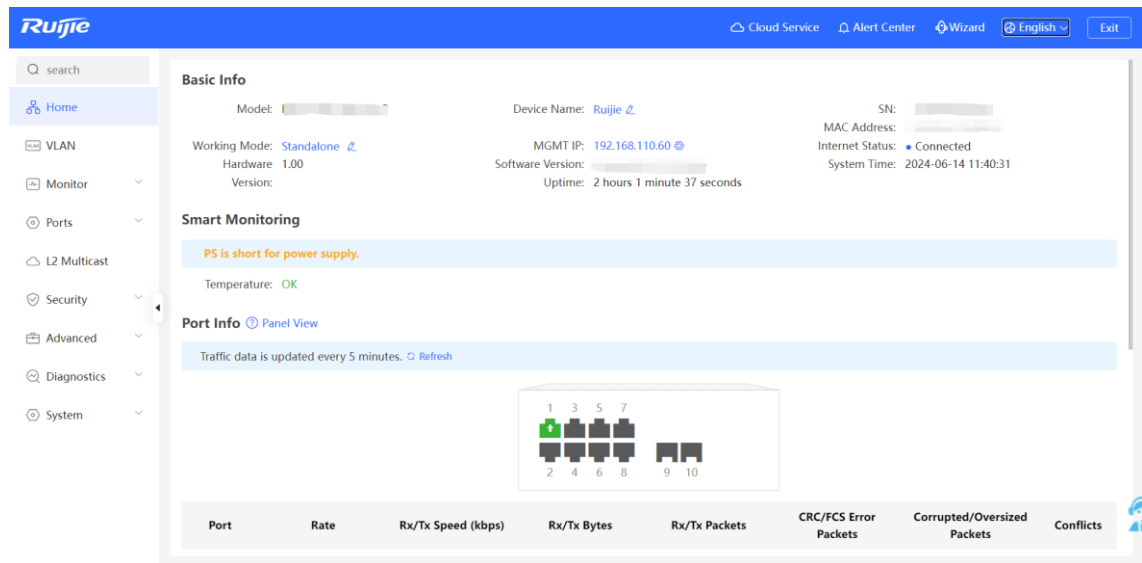 Ruijie
Cloud Service Alert Center Wizard English Exit
search
Home
VLAN
Monitor
Ports
L2 Multicast
Security
Advanced
Diagnostics
System
Basic Info
Model: Device Name: Ruijie SN:
MAC Address:
Working Mode: Standalone MGMT IP: 192.168.110.60 Internet Status: Connected
Hardware Version: 1.00 Software Version: System Time: 2024-06-14 11:40:31
Uptime: 2 hours 1 minute 37 seconds
Smart Monitoring
PS is short for power supply.
Temperature: OK
Port Info Panel View
Traffic data is updated every 5 minutes. Refresh
1 3 5 7
2 4 6 8 9 10
Port Rate Rx/Tx Speed (kbps) Rx/Tx Bytes Rx/Tx Packets CRC/FCS Error Packets Corrupted/Oversized Packets Conflicts